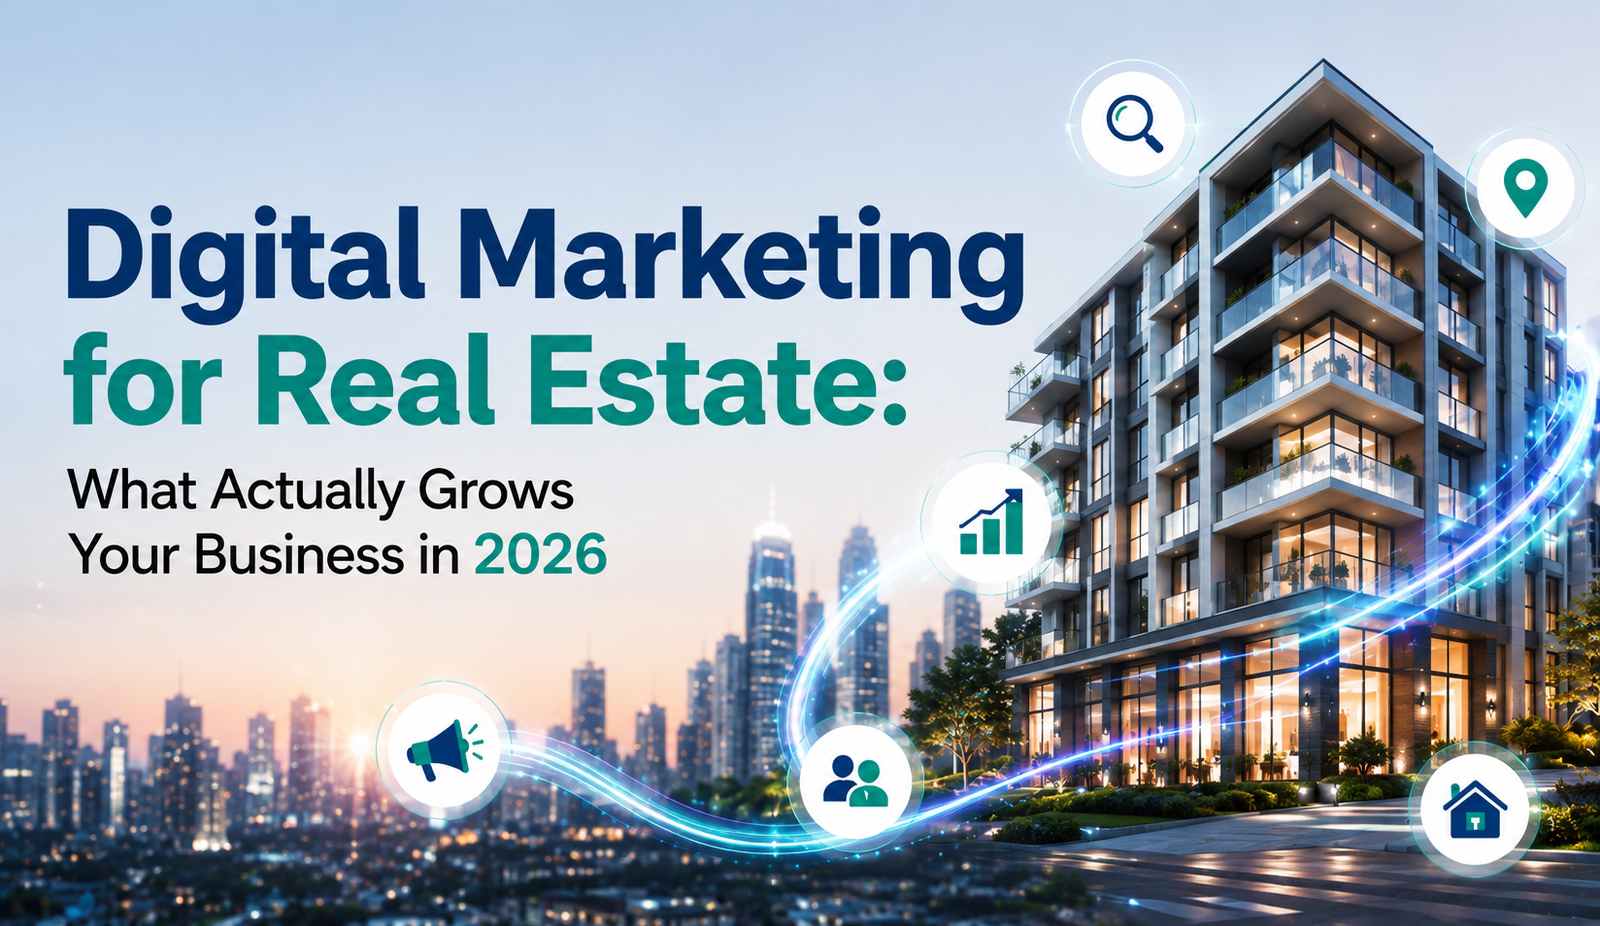 Digital Marketing
for Real Estate:
What Actually Grows
Your Business in 2026